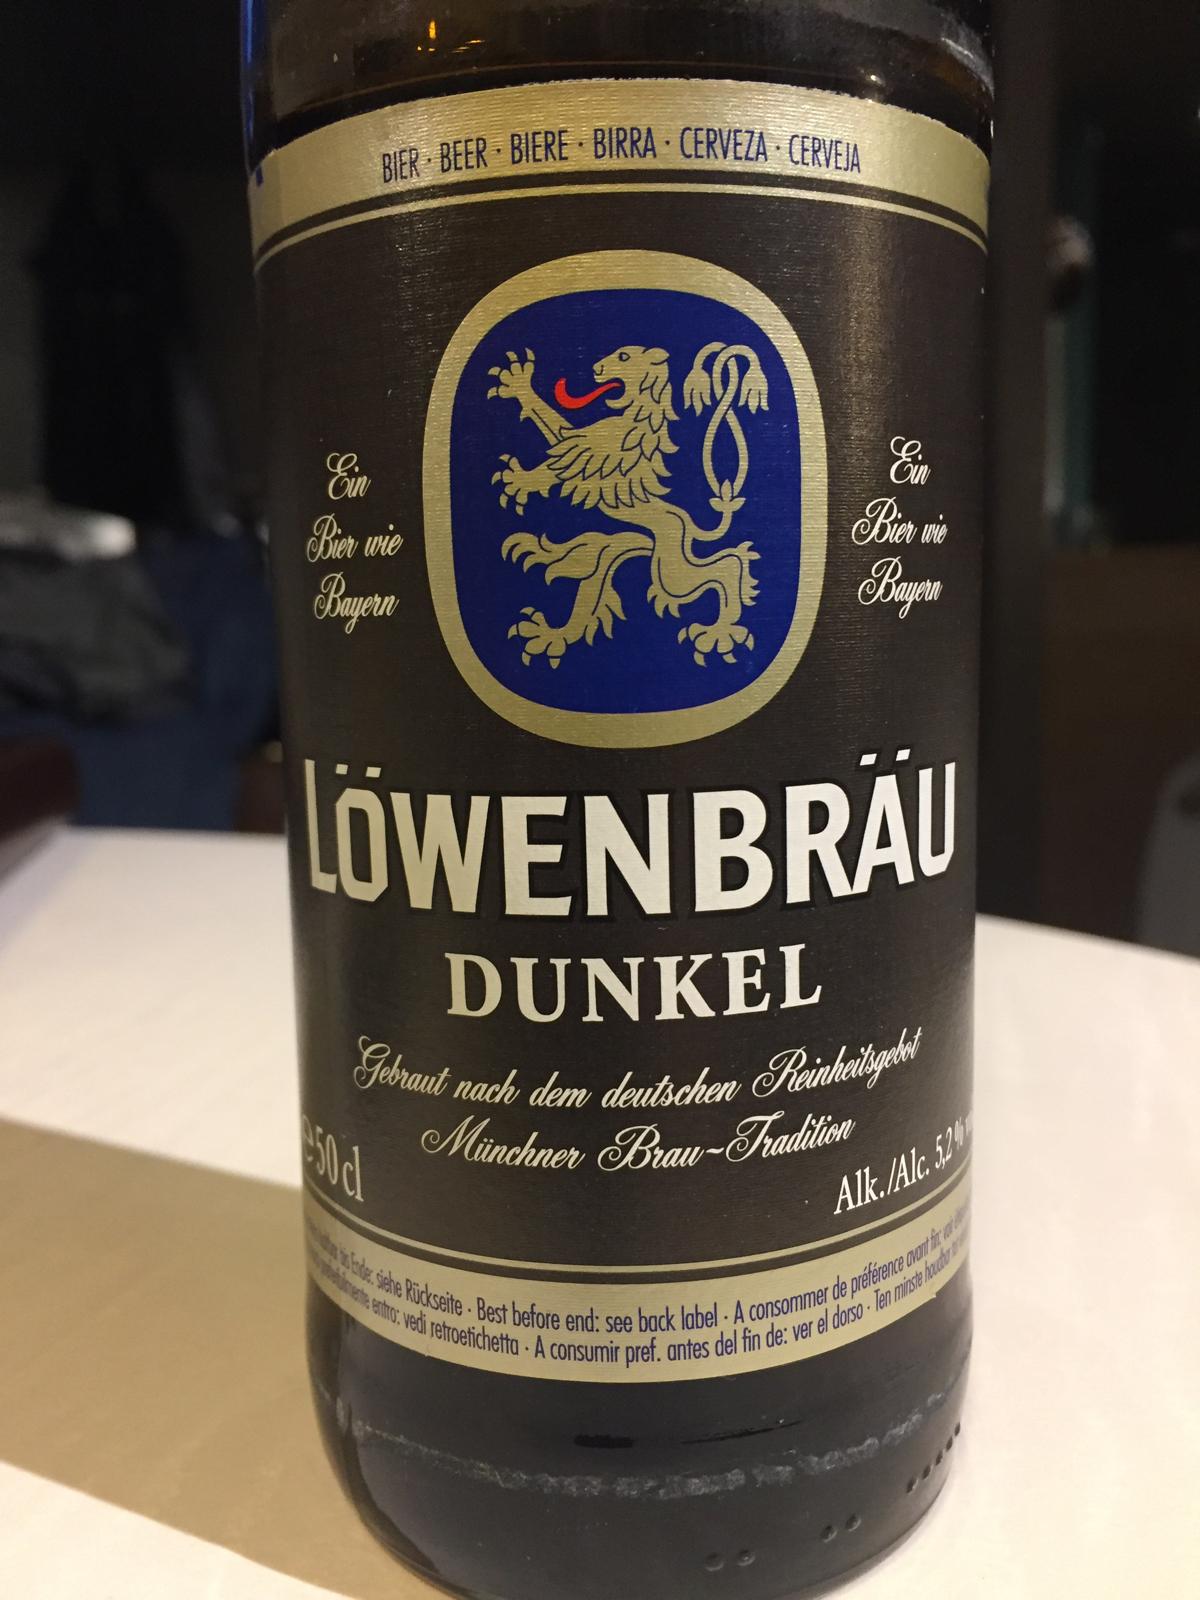 BIER · BEER · BIERE · BIRRA · CERVEZA · CERVEJA
Ein
Bier wie
Bayern
Ein
Bier wie
Bayern
LÖWENBRÄU
DUNKEL
Gebraut nach dem deutschen Reinheitsgebot
Münchner Brau-Tradition
e 50 cl
Alk./Alc. 5,2 %
bis Ende: siehe Rückseite · Best before end: see back label · A consommer de préférence avant fin: voir
entro: vedi retroetichetta · A consumir pref. antes del fin de: ver el dorso · Ten minste houdbaar